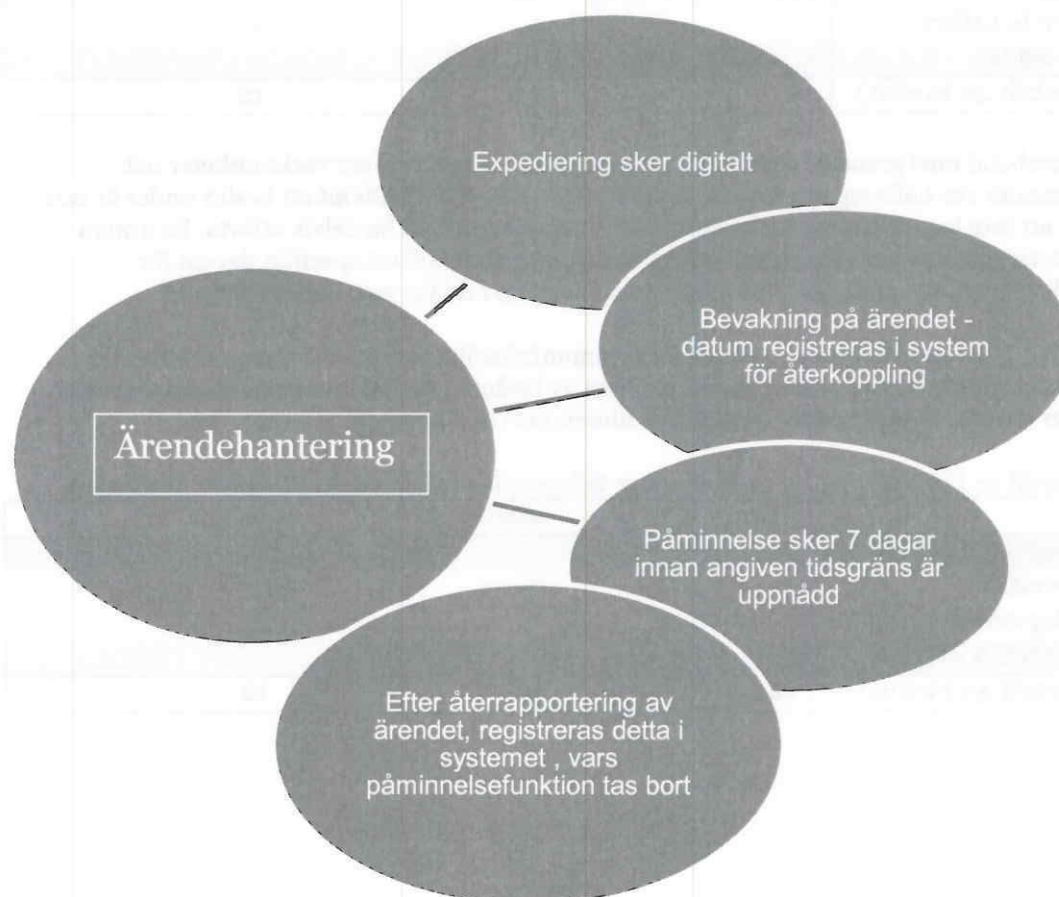 Expediering sker digitalt
Bevakning på ärendet -
datum registreras i system
för återkoppling
Ärendehantering
Påminnelse sker 7 dagar
innan angiven tidsgräns är
uppnådd
Efter återrapportering av
ärendet, registreras detta i
systemet , vars
påminnelsefunktion tas bort